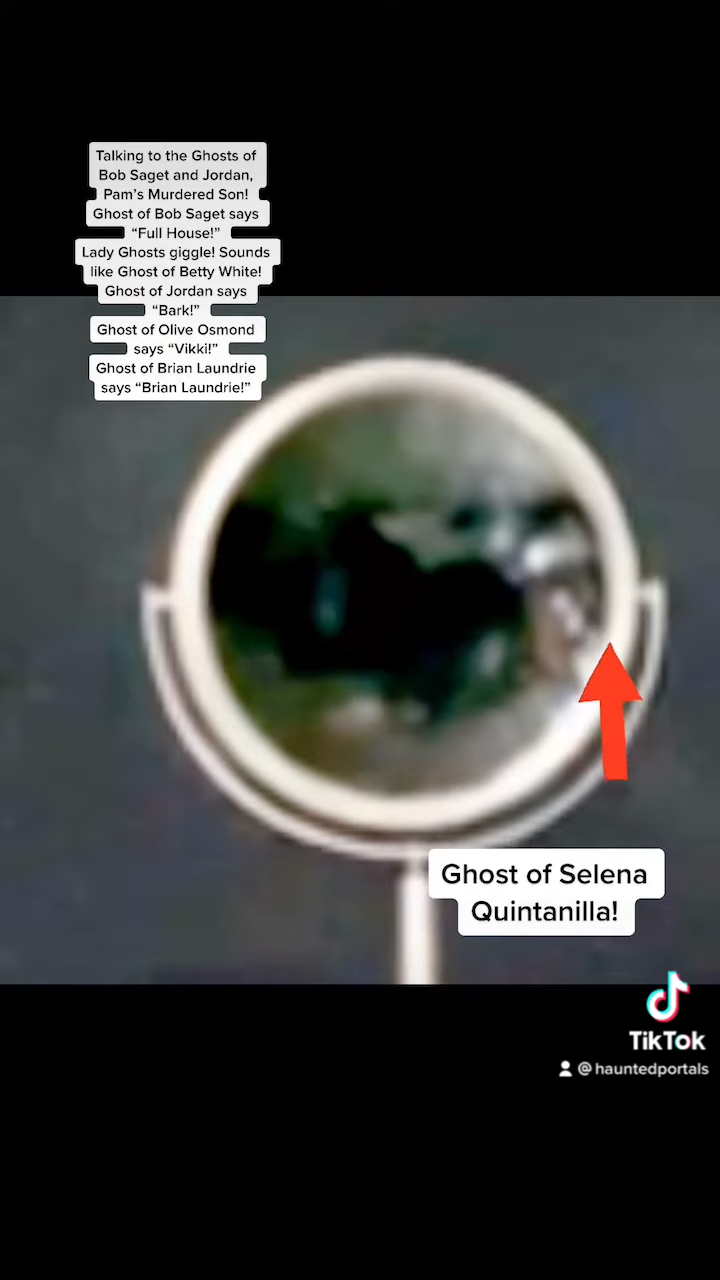 Talking to the Ghosts of
Bob Saget and Jordan,
Pam’s Murdered Son!
Ghost of Bob Saget says
“Full House!”
Lady Ghosts giggle! Sounds
like Ghost of Betty White!
Ghost of Jordan says
“Bark!”
Ghost of Olive Osmond
says “Vikki!”
Ghost of Brian Laundrie
says “Brian Laundrie!”
Ghost of Selena
Quintanilla!
TikTok
@hauntedportals